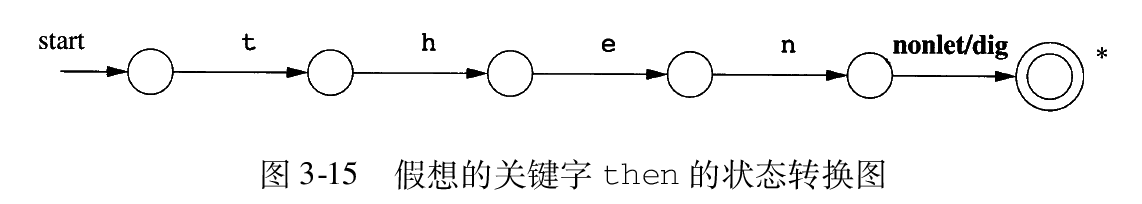 start t h e n nonlet/dig *
图 3-15 假想的关键字 then 的状态转换图